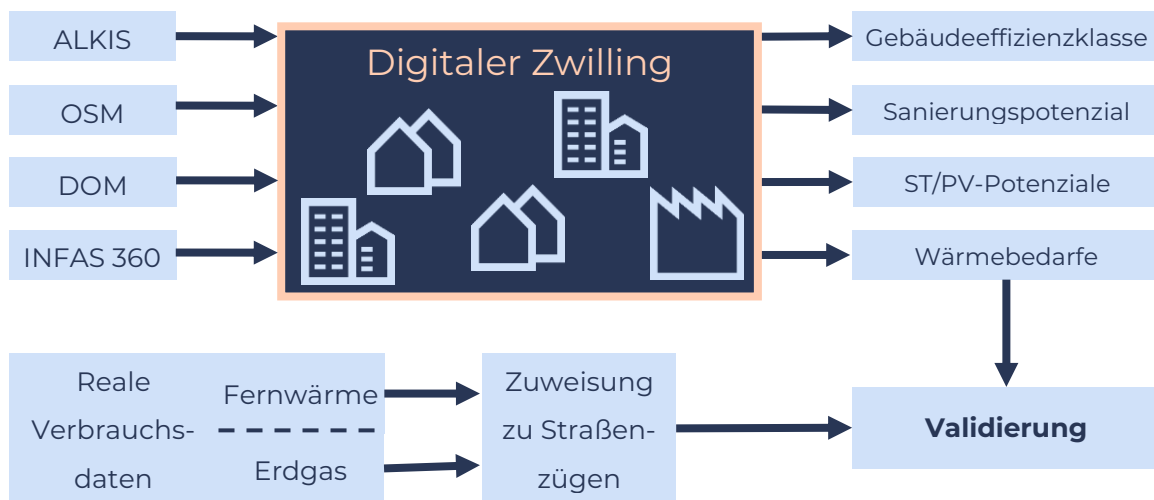 ALKIS
OSM
DOM
INFAS 360
Digitaler Zwilling
Gebäudeeffizienzklasse
Sanierungspotenzial
ST/PV-Potenziale
Wärmebedarfe
Reale
Verbrauchs-
daten
Fernwärme
Erdgas
Zuweisung
zu Straßen-
zügen
Validierung